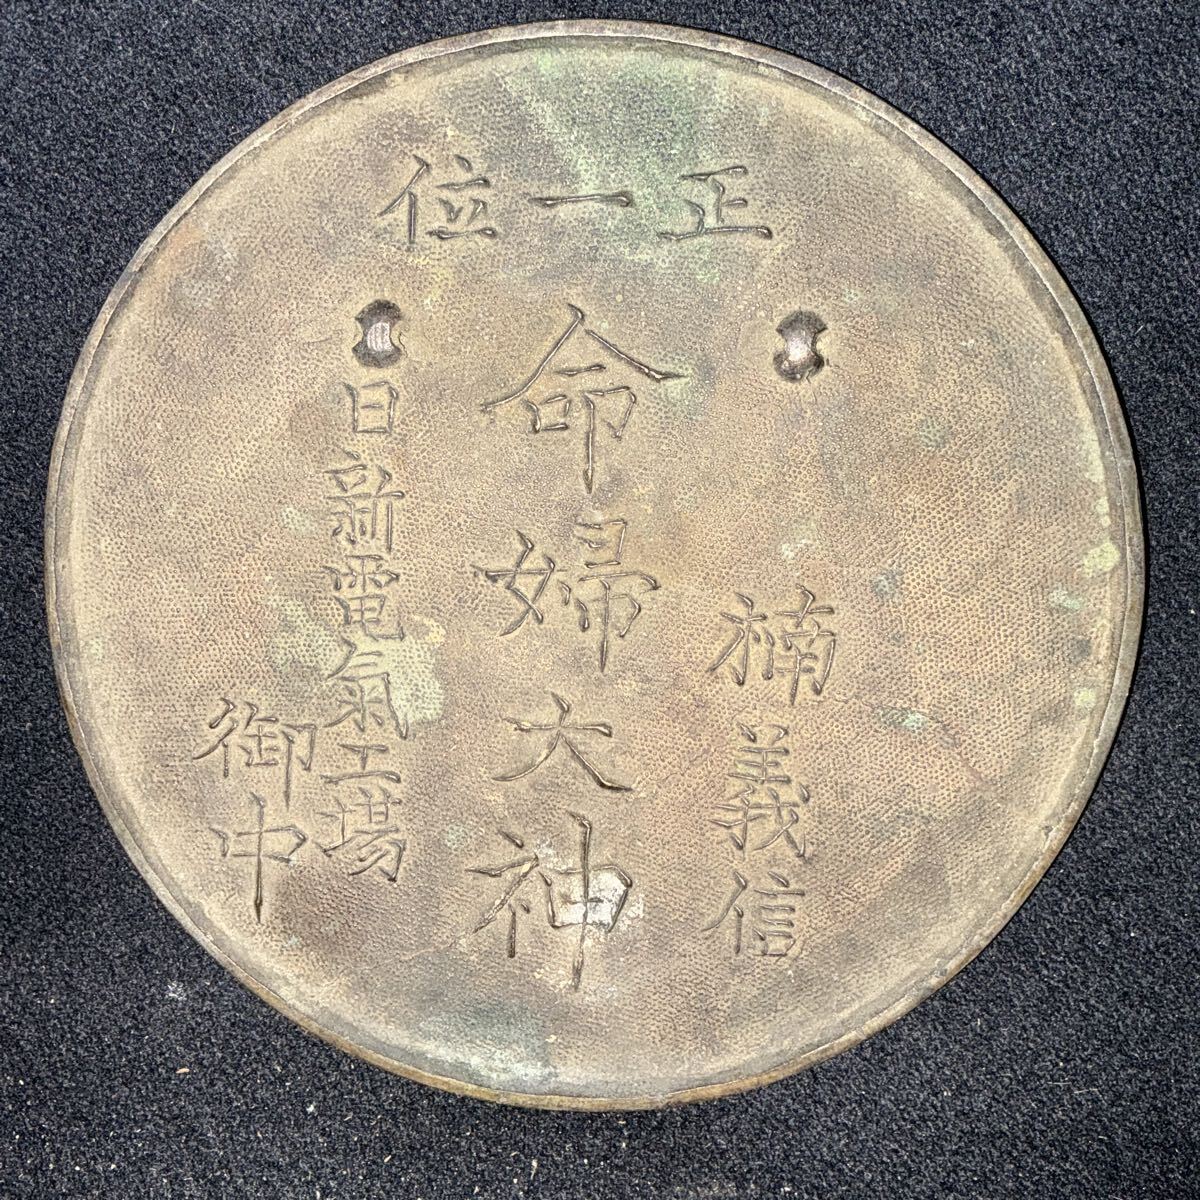 正一位
楠義信
命婦大神
日新電氣工場
御中